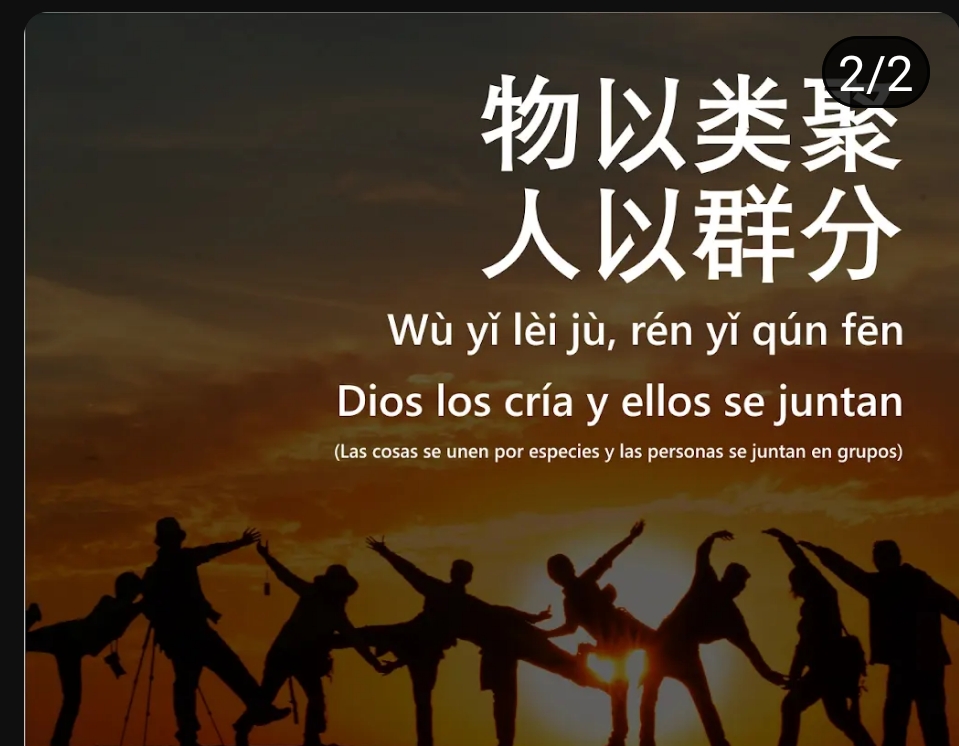 2/2
物以类聚
人以群分
Wù yǐ lèi jù, rén yǐ qún fēn
Dios los cría y ellos se juntan
(Las cosas se unen por especies y las personas se juntan en grupos)